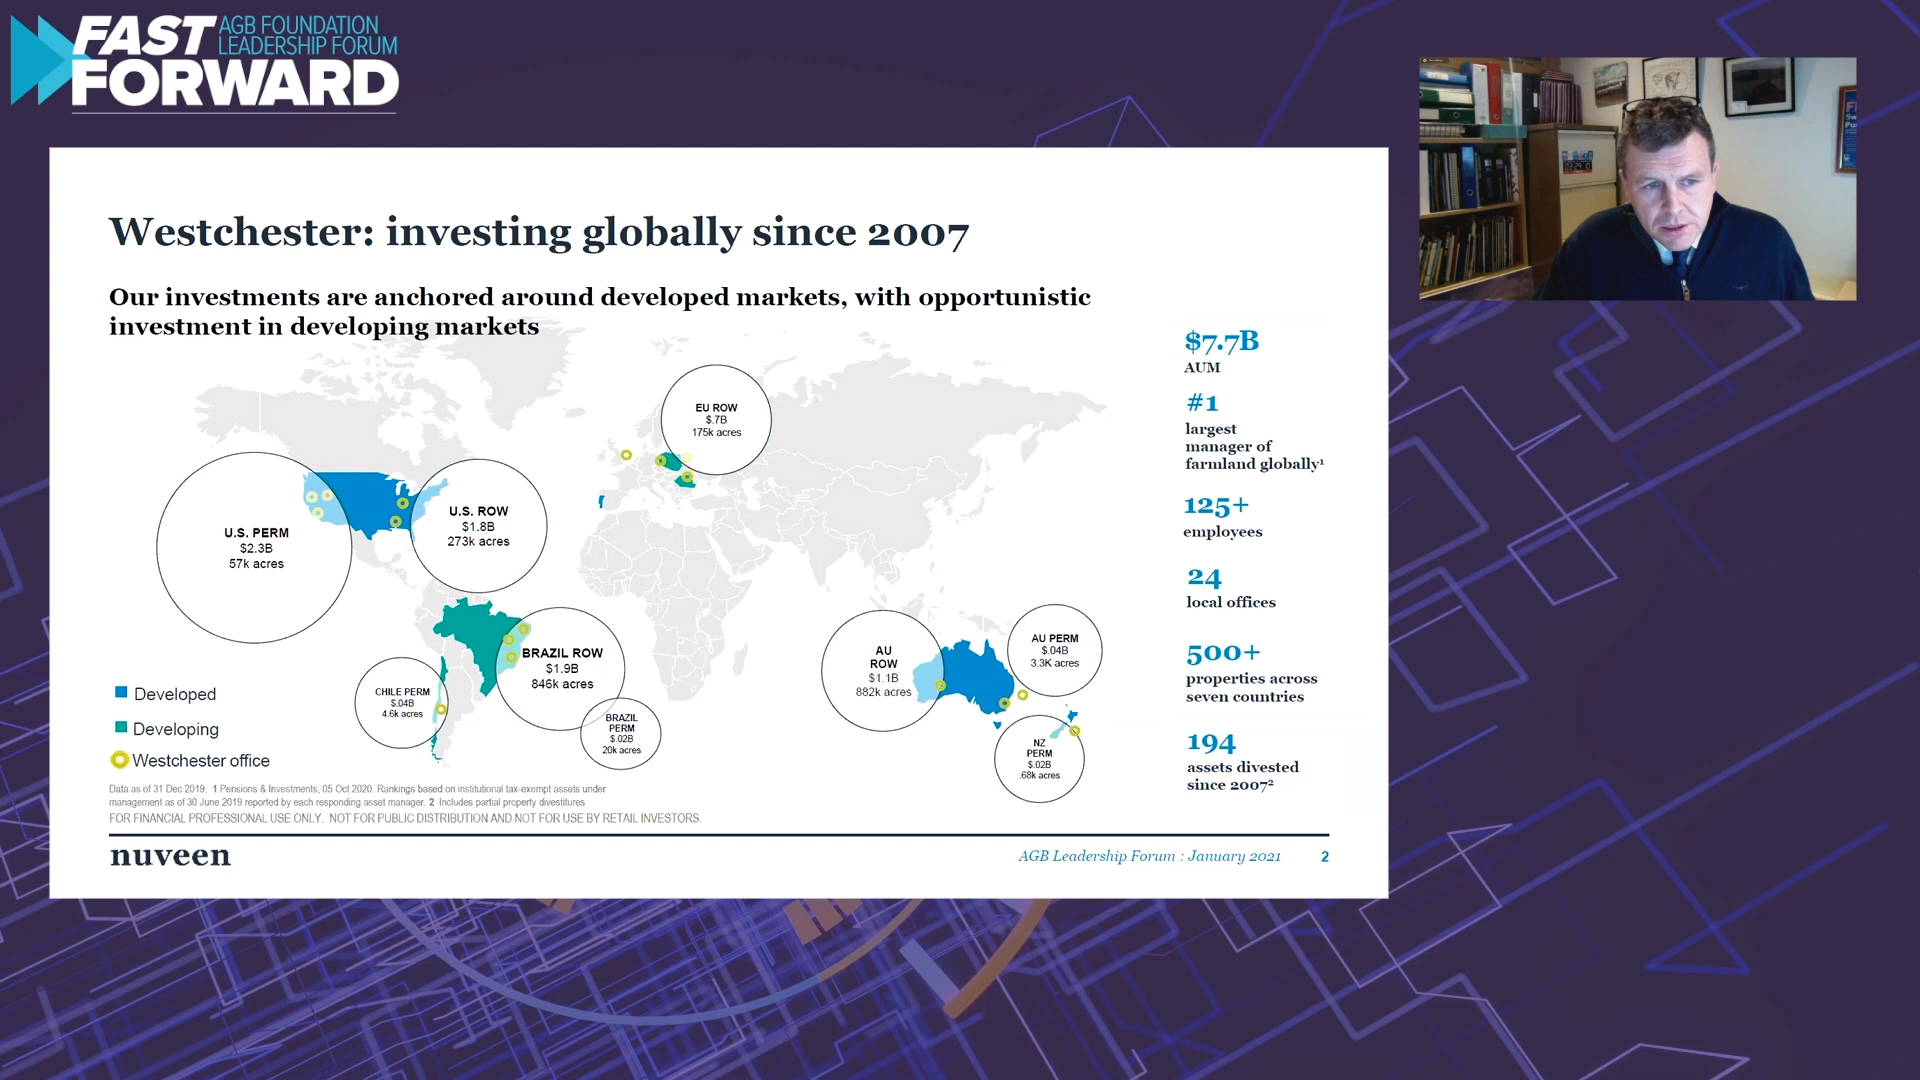 FAST AGB FOUNDATION
LEADERSHIP FORUM
FORWARD
Westchester: investing globally since 2007
Our investments are anchored around developed markets, with opportunistic
investment in developing markets
EU ROW
$.7B
175k acres
U.S. PERM
$2.3B
57k acres
U.S. ROW
$1.8B
273k acres
BRAZIL ROW
$1.9B
846k acres
CHILE PERM
$.04B
4.6k acres
BRAZIL
PERM
$.02B
20k acres
AU
ROW
$1.1B
882k acres
AU PERM
$.04B
3.3K acres
NZ
PERM
$.02B
.68k acres
Developed
Developing
Westchester office
$7.7B
AUM
#1
largest
manager of
farmland globally¹
125+
employees
24
local offices
500+
properties across
seven countries
194
assets divested
since 2007²
Data as of 31 Dec 2019. 1 Pensions & Investments, 05 Oct 2020. Rankings based on institutional tax-exempt assets under
management as of 30 June 2019 reported by each responding asset manager. 2 Includes partial property divestitures
FOR FINANCIAL PROFESSIONAL USE ONLY. NOT FOR PUBLIC DISTRIBUTION AND NOT FOR USE BY RETAIL INVESTORS.
nuveen
AGB Leadership Forum : January 2021 2